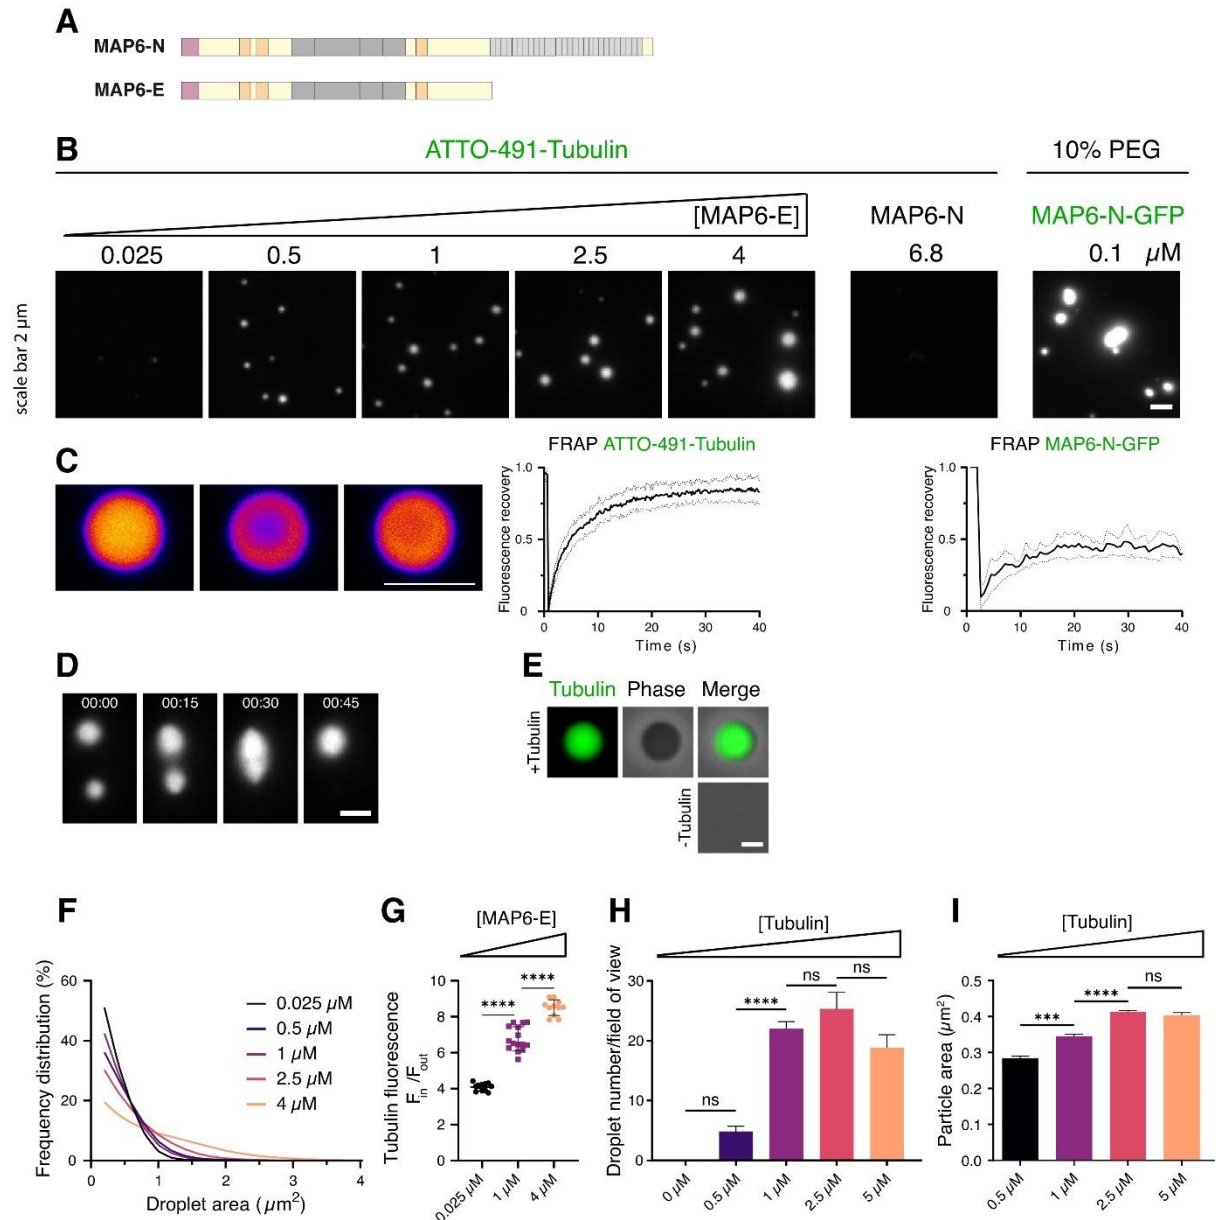 A
MAP6-N
MAP6-E
B
ATTO-491-Tubulin
10% PEG
[MAP6-E]
MAP6-N
MAP6-N-GFP
0.025
0.5
1
2.5
4
6.8
0.1 µM
scale bar 2 µm
C
FRAP ATTO-491-Tubulin
Fluorescence recovery
1.0
0.5
0
0 10 20 30 40
Time (s)
FRAP MAP6-N-GFP
Fluorescence recovery
1.0
0.5
0
0 10 20 30 40
Time (s)
D
00:00
00:15
00:30
00:45
E
Tubulin
Phase
Merge
+Tubulin
-Tubulin
F
Frequency distribution (%)
60
40
20
0
0 1 2 3 4
Droplet area (µm²)
0.025 µM
0.5 µM
1 µM
2.5 µM
4 µM
G
[MAP6-E]
Tubulin fluorescence
Fin/Fout
10
8
6
4
2
0
****
****
0.025 µM
1 µM
4 µM
H
[Tubulin]
Droplet number/field of view
30
20
10
0
ns
****
ns
ns
0 µM
0.5 µM
1 µM
2.5 µM
5 µM
I
[Tubulin]
Particle area (µm²)
0.5
0.4
0.3
0.2
0.1
0.0
***
****
ns
0.5 µM
1 µM
2.5 µM
5 µM